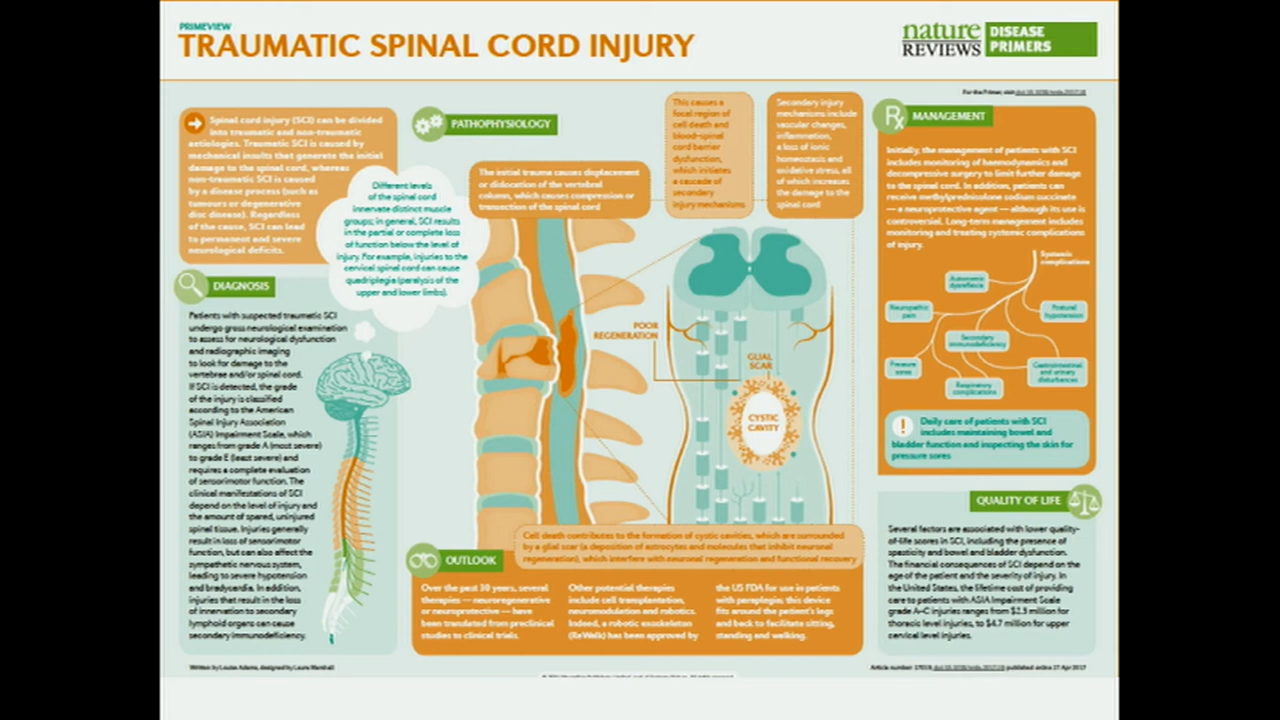 PRIMEVIEW
TRAUMATIC SPINAL CORD INJURY
nature
REVIEWS
DISEASE
PRIMERS
For the Primer, visit
Spinal cord injury (SCI) can be divided
into traumatic and non-traumatic
aetiologies. Traumatic SCI is caused by
mechanical insults that generate the initial
damage to the spinal cord, whereas
non-traumatic SCI is caused
by a disease process (such as
tumours or degenerative
disc disease). Regardless
of the cause, SCI can lead
to permanent and severe
neurological deficits.
DIAGNOSIS
Patients with suspected traumatic SCI
undergo gross neurological examination
to assess for neurological dysfunction
and radiographic imaging
to look for damage to the
vertebrae and/or spinal cord.
If SCI is detected, the grade
of the injury is classified
according to the American
Spinal Injury Association
(ASIA) Impairment Scale, which
ranges from grade A (most severe)
to grade E (least severe) and
requires a complete evaluation
of sensorimotor function. The
clinical manifestations of SCI
depend on the level of injury and
the amount of spared, uninjured
spinal tissue. Injuries generally
result in loss of sensorimotor
function, but can also affect the
sympathetic nervous system,
leading to severe hypotension
and bradycardia. In addition,
injuries that result in the loss
of innervation to secondary
lymphoid organs can cause
secondary immunodeficiency.
Different levels
of the spinal cord
innervate distinct muscle
groups; in general, SCI results
in the partial or complete loss
of function below the level of
injury. For example, injuries to the
cervical spinal cord can cause
quadriplegia (paralysis of the
upper and lower limbs).
PATHOPHYSIOLOGY
The initial trauma causes displacement
or dislocation of the vertebral
column, which causes compression or
transection of the spinal cord
This causes a
focal region of
cell death and
blood–spinal
cord barrier
dysfunction,
which initiates
a cascade of
secondary
injury mechanisms
Secondary injury
mechanisms include
vascular changes,
inflammation,
a loss of ionic
homeostasis and
oxidative stress, all
of which increases
the damage to the
spinal cord
POOR
REGENERATION
GLIAL
SCAR
CYSTIC
CAVITY
Cell death contributes to the formation of cystic cavities, which are surrounded
by a glial scar (a deposition of astrocytes and molecules that inhibit neuronal
regeneration), which interfere with neuronal regeneration and functional recovery
OUTLOOK
Over the past 30 years, several
therapies — neuroregenerative
or neuroprotective — have
been translated from preclinical
studies to clinical trials.
Other potential therapies
include cell transplantation,
neuromodulation and robotics.
Indeed, a robotic exoskeleton
(ReWalk) has been approved by
the US FDA for use in patients
with paraplegia; this device
fits around the patient's legs
and back to facilitate sitting,
standing and walking.
MANAGEMENT
Initially, the management of patients with SCI
includes monitoring of haemodynamics and
decompressive surgery to limit further damage
to the spinal cord. In addition, patients can
receive methylprednisolone sodium succinate
— a neuroprotective agent — although its use is
controversial. Long-term management includes
monitoring and treating systemic complications
of injury.
Systemic
complications
Autonomic
dysreflexia
Neuropathic
pain
Postural
hypotension
Secondary
immunodeficiency
Pressure
sores
Gastrointestinal
and urinary
disturbances
Respiratory
complications
Daily care of patients with SCI
includes maintaining bowel and
bladder function and inspecting the skin for
pressure sores
QUALITY OF LIFE
Several factors are associated with lower quality-
of-life scores in SCI, including the presence of
spasticity and bowel and bladder dysfunction.
The financial consequences of SCI depend on the
age of the patient and the severity of injury. In
the United States, the lifetime cost of providing
care to patients with ASIA Impairment Scale
grade A–C injuries ranges from $2.3 million for
thoracic level injuries, to $4.7 million for upper
cervical level injuries.
Written by Louise Adams, designed by Laura Marshall
Article number: 17019; published online 27 Apr 2017